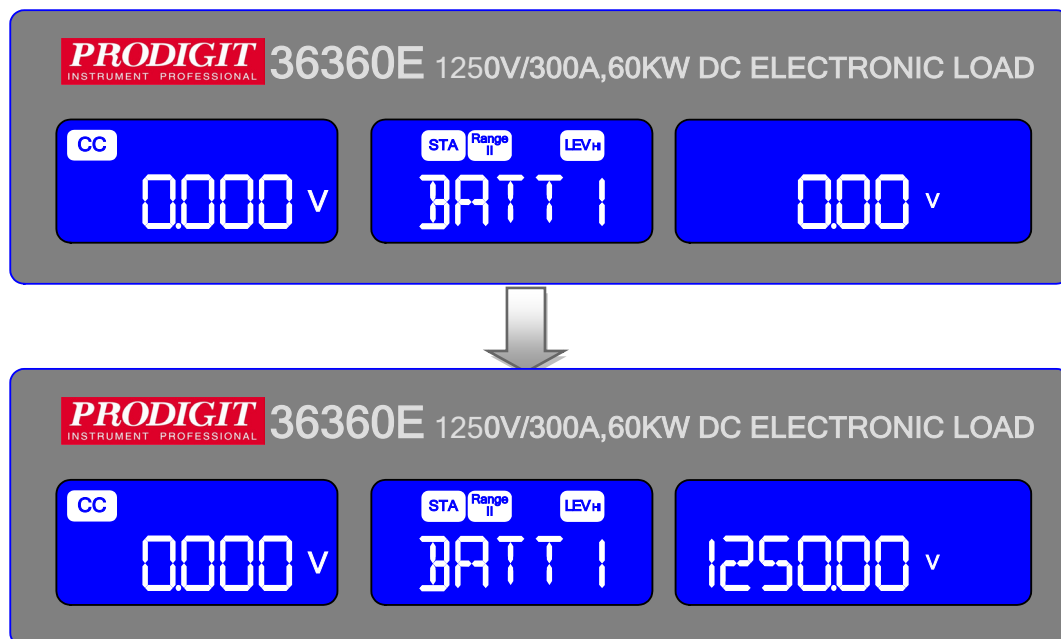 PRODIGIT
INSTRUMENT PROFESSIONAL
36360E 1250V/300A,60KW DC ELECTRONIC LOAD
CC
0.000 V
STA Range II LEV HI
BATT 1
0.00 V
PRODIGIT
INSTRUMENT PROFESSIONAL
36360E 1250V/300A,60KW DC ELECTRONIC LOAD
CC
0.000 V
STA Range II LEV HI
BATT 1
1250.00 V